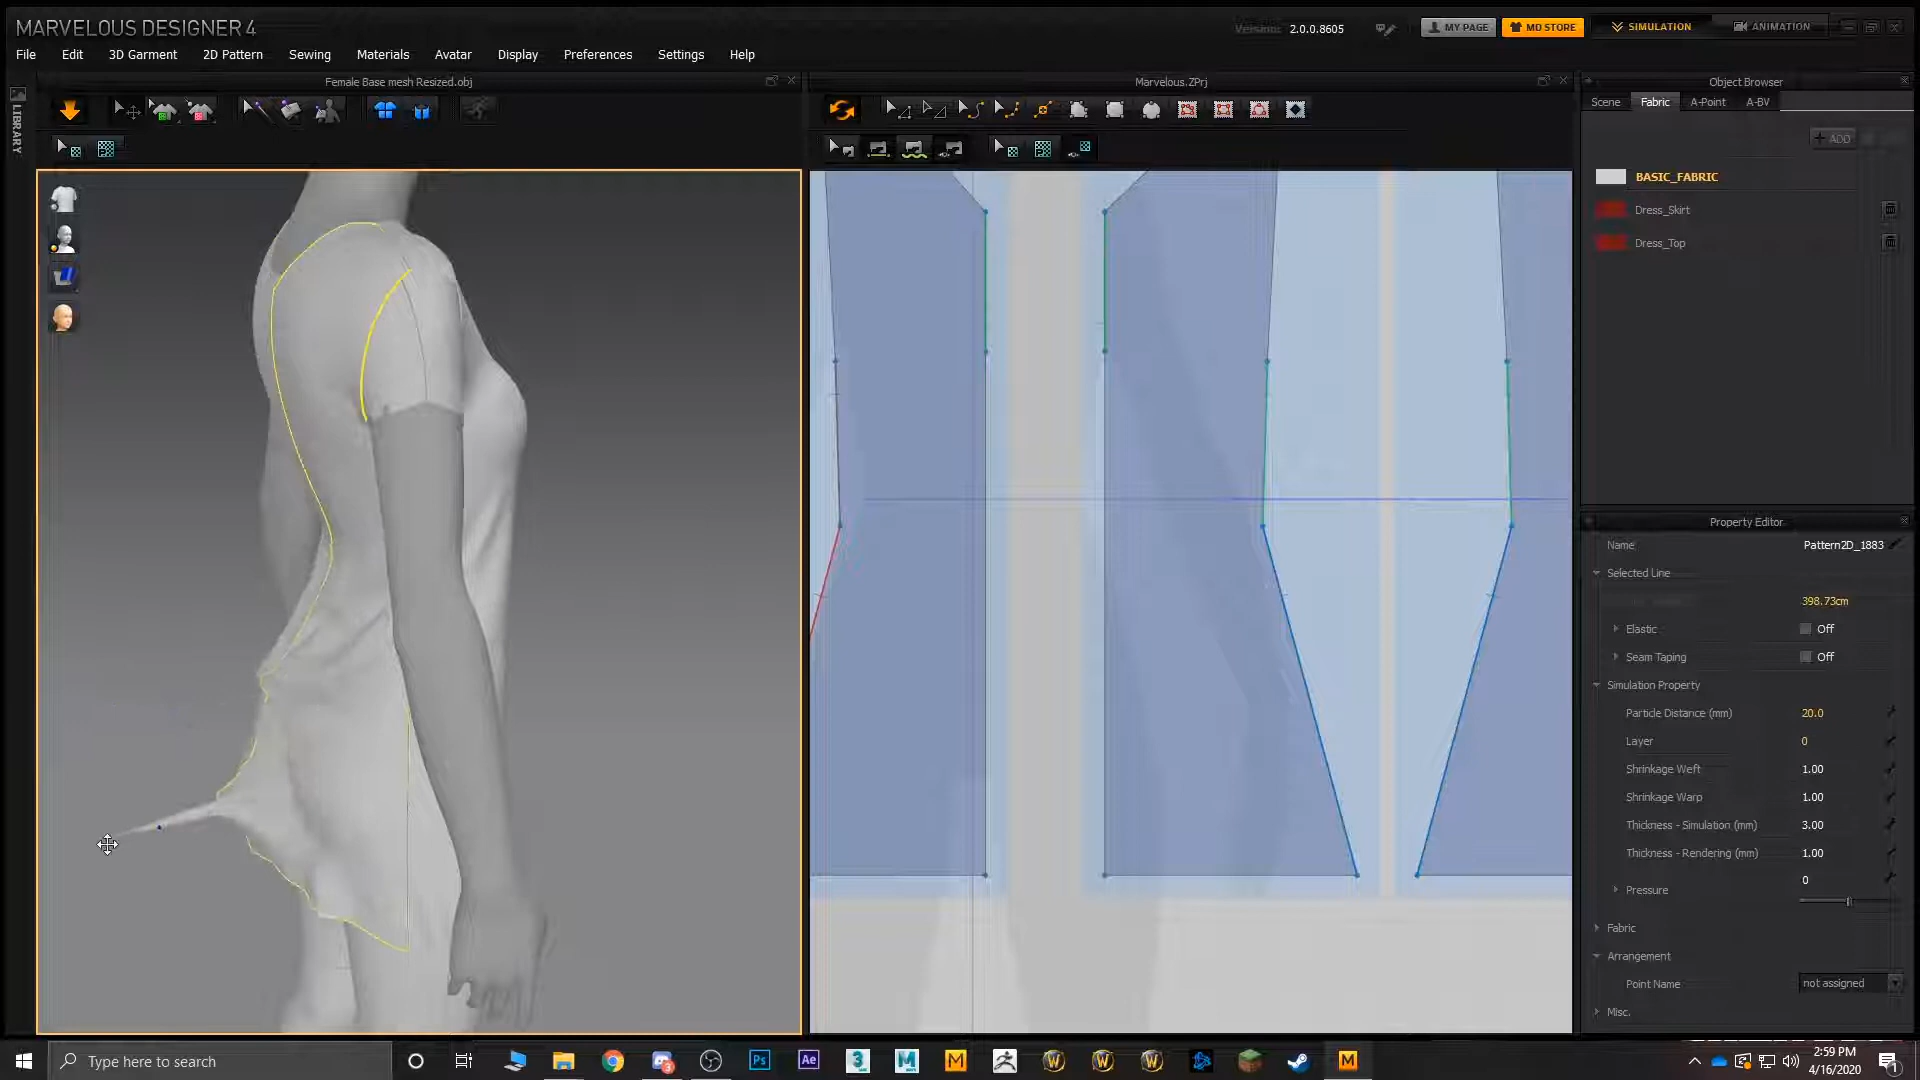 MARVELOUS DESIGNER 4
Version: 2.0.0.8605
MY PAGE
MD STORE
SIMULATION
ANIMATION
File Edit 3D Garment 2D Pattern Sewing Materials Avatar Display Preferences Settings Help
LIBRARY
Female Base mesh Resized.obj
Marvelous.ZPrj
Object Browser
Scene Fabric A-Point A-BV
+ ADD
BASIC_FABRIC
Dress_Skirt
Dress_Top
Property Editor
Name Pattern2D_1883
Selected Line
398.73cm
Elastic Off
Seam Taping Off
Simulation Property
Particle Distance (mm) 20.0
Layer 0
Shrinkage Weft 1.00
Shrinkage Warp 1.00
Thickness - Simulation (mm) 3.00
Thickness - Rendering (mm) 1.00
Pressure 0
Fabric
Arrangement
Point Name not assigned
Misc.
Type here to search
Ps
Ae
3
M
M
M
2:59 PM
4/16/2020